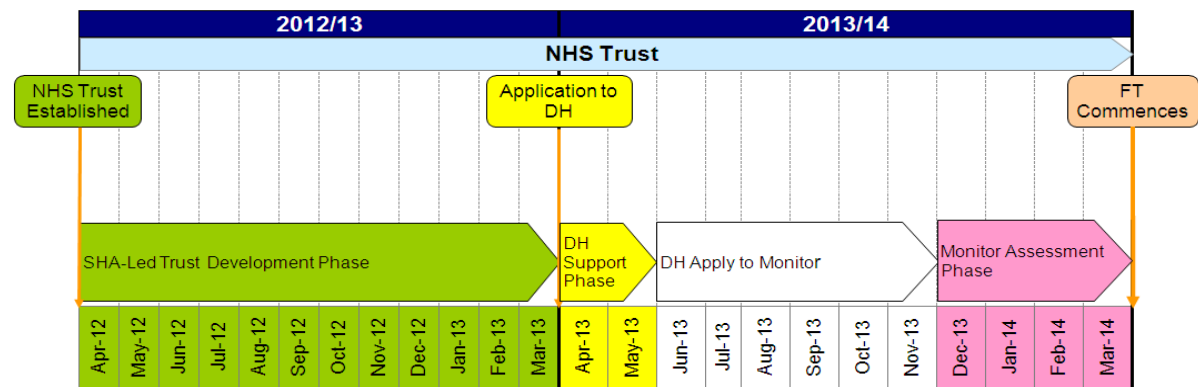 2012/13
2013/14
NHS Trust
NHS Trust
Established
Application to
DH
FT
Commences
SHA-Led Trust Development Phase
DH
Support
Phase
DH Apply to Monitor
Monitor Assessment
Phase
Apr-12
May-12
Jun-12
Jul-12
Aug-12
Sep-12
Oct-12
Nov-12
Dec-12
Jan-13
Feb-13
Mar-13
Apr-13
May-13
Jun-13
Jul-13
Aug-13
Sep-13
Oct-13
Nov-13
Dec-13
Jan-14
Feb-14
Mar-14